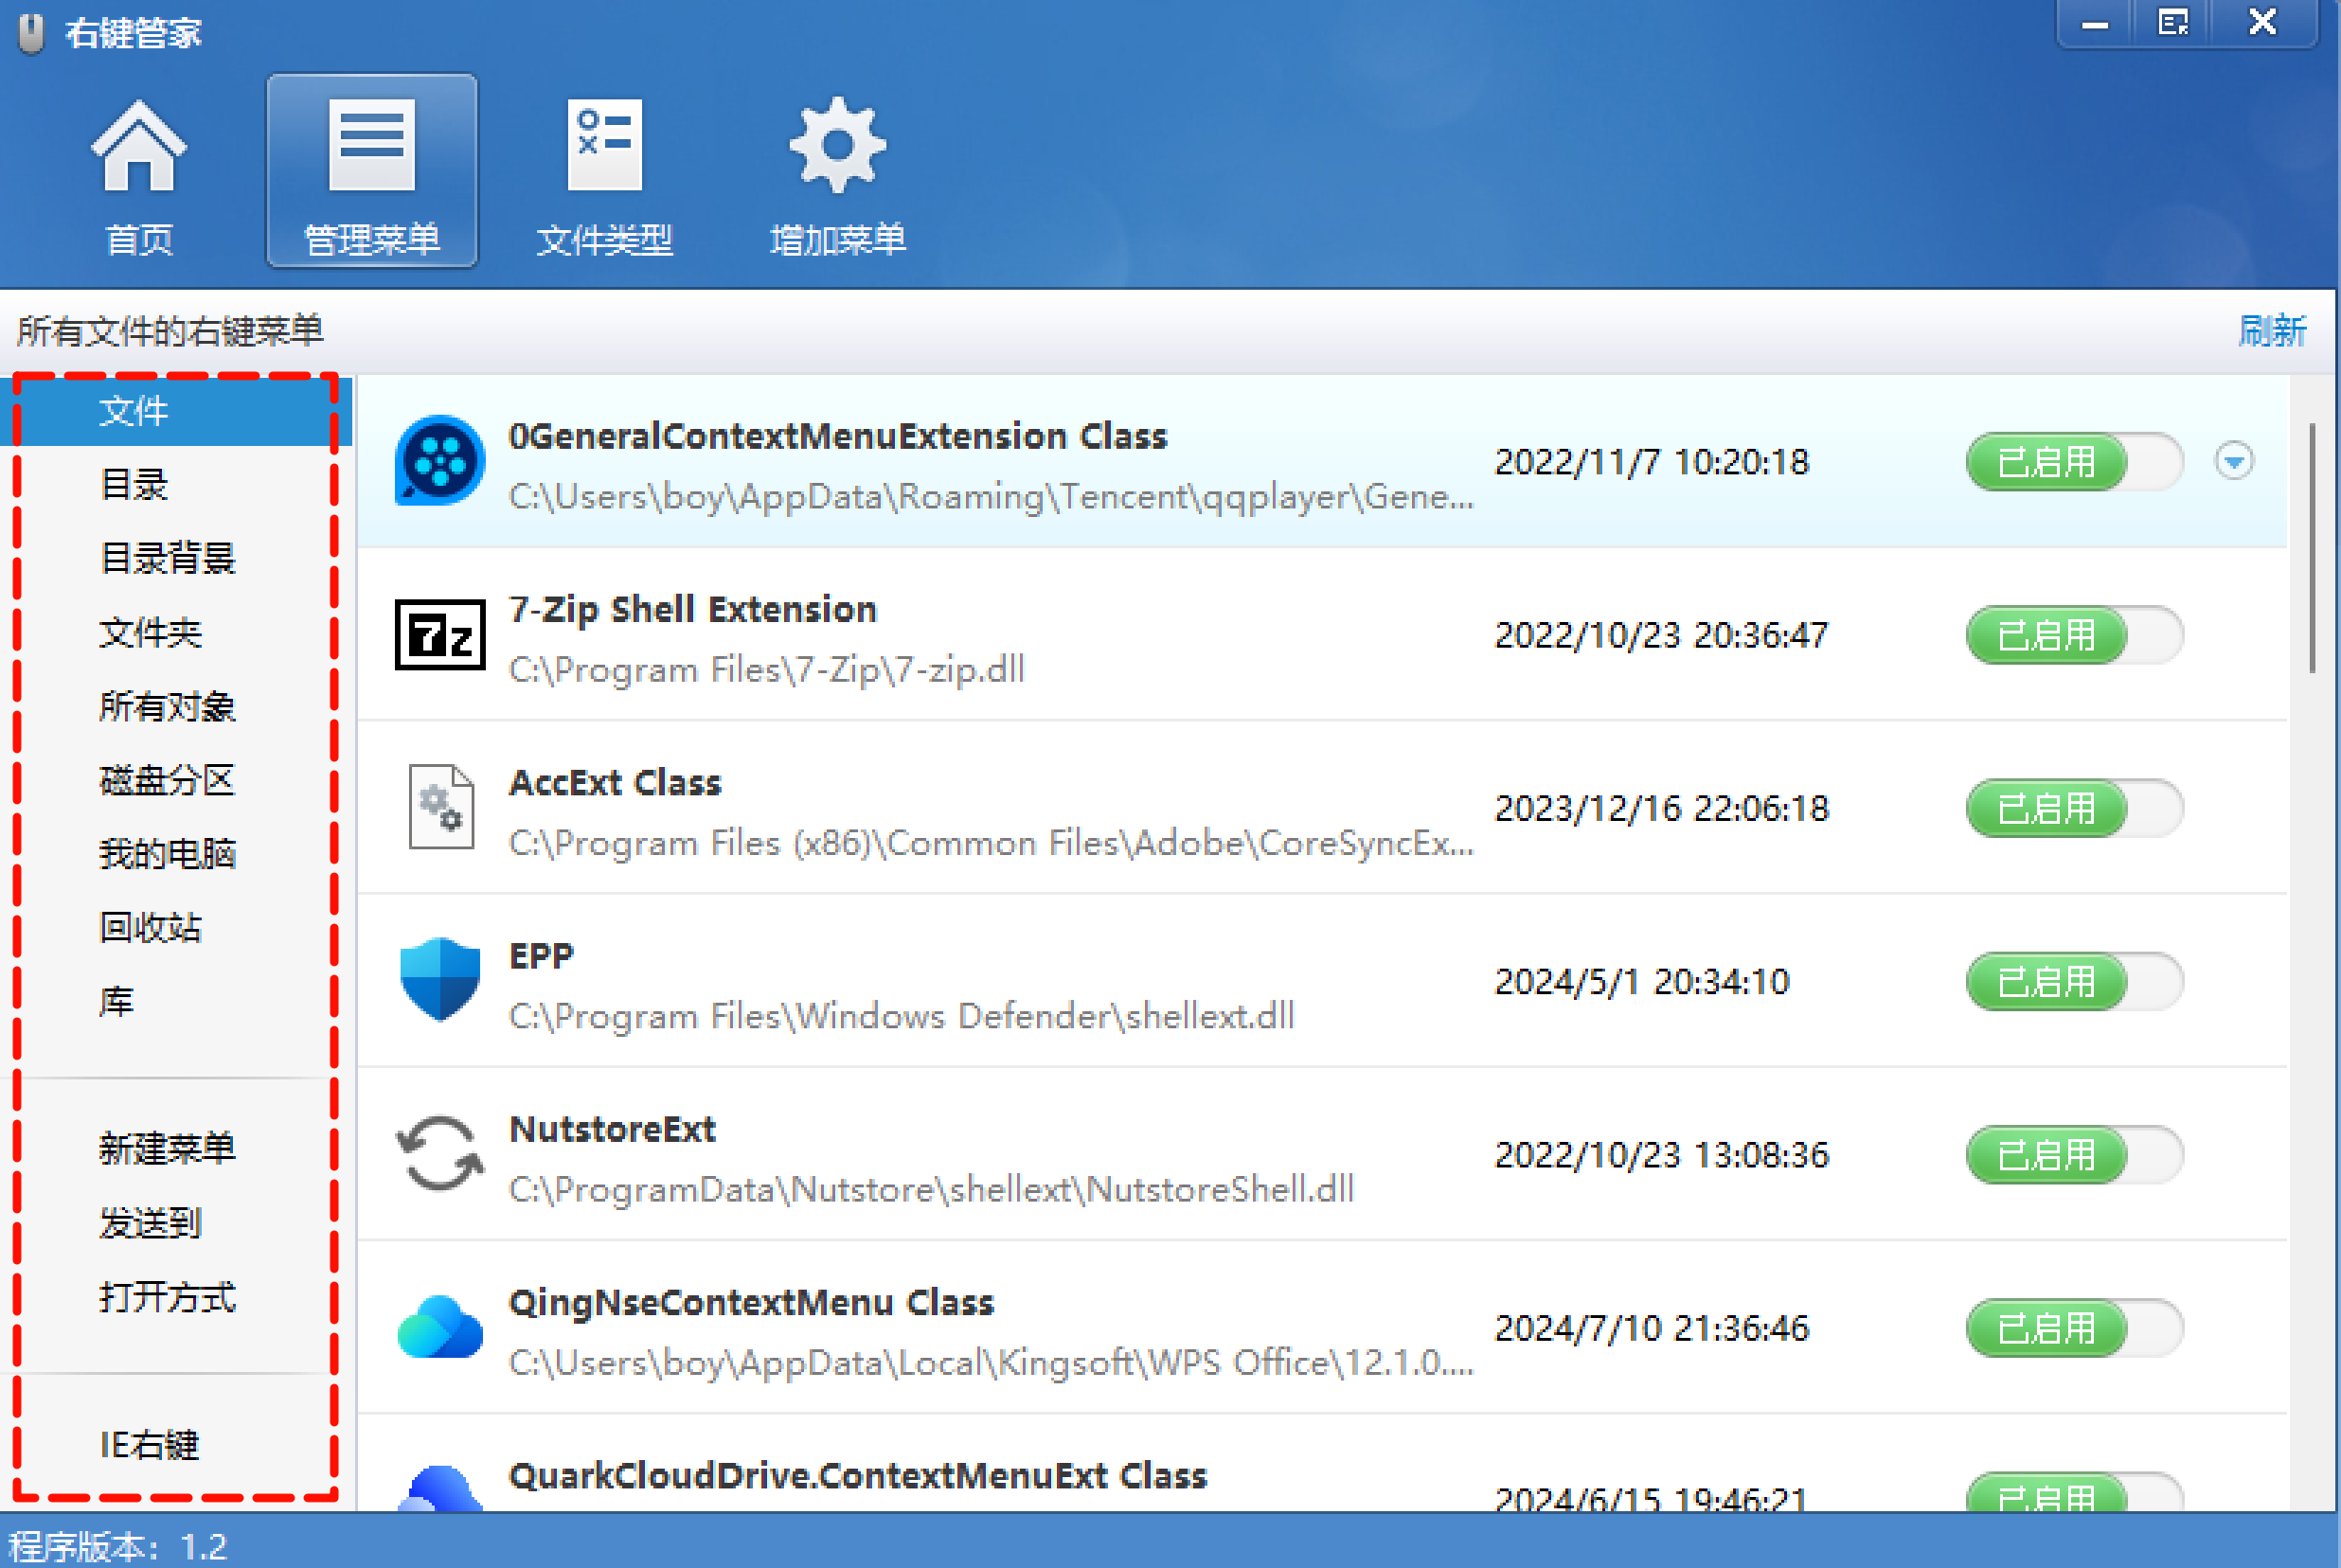 右键管家
首页
管理菜单
文件类型
增加菜单
所有文件的右键菜单
刷新
文件
目录
目录背景
文件夹
所有对象
磁盘分区
我的电脑
回收站
库
新建菜单
发送到
打开方式
IE右键
0GeneralContextMenuExtension Class
C:\Users\boy\AppData\Roaming\Tencent\qqplayer\Gene...
2022/11/7 10:20:18
已启用
7-Zip Shell Extension
C:\Program Files\7-Zip\7-zip.dll
2022/10/23 20:36:47
已启用
AccExt Class
C:\Program Files (x86)\Common Files\Adobe\CoreSyncEx...
2023/12/16 22:06:18
已启用
EPP
C:\Program Files\Windows Defender\shellext.dll
2024/5/1 20:34:10
已启用
NutstoreExt
C:\ProgramData\Nutstore\shellext\NutstoreShell.dll
2022/10/23 13:08:36
已启用
QingNseContextMenu Class
C:\Users\boy\AppData\Local\Kingsoft\WPS Office\12.1.0....
2024/7/10 21:36:46
已启用
QuarkCloudDrive.ContextMenuExt Class
2024/6/15 19:46:21
已启用
程序版本：1.2